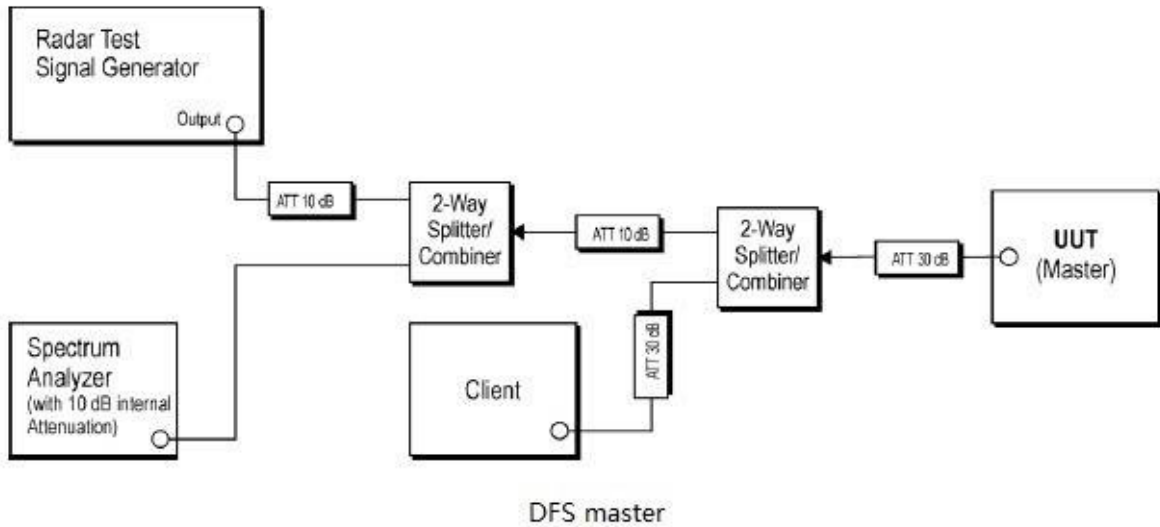 Radar Test
Signal Generator
Output
ATT 10 dB
2-Way
Splitter/
Combiner
ATT 10 dB
2-Way
Splitter/
Combiner
ATT 30 dB
UUT
(Master)
Spectrum
Analyzer
(with 10 dB internal
Attenuation)
Client
ATT 30 dB
DFS master